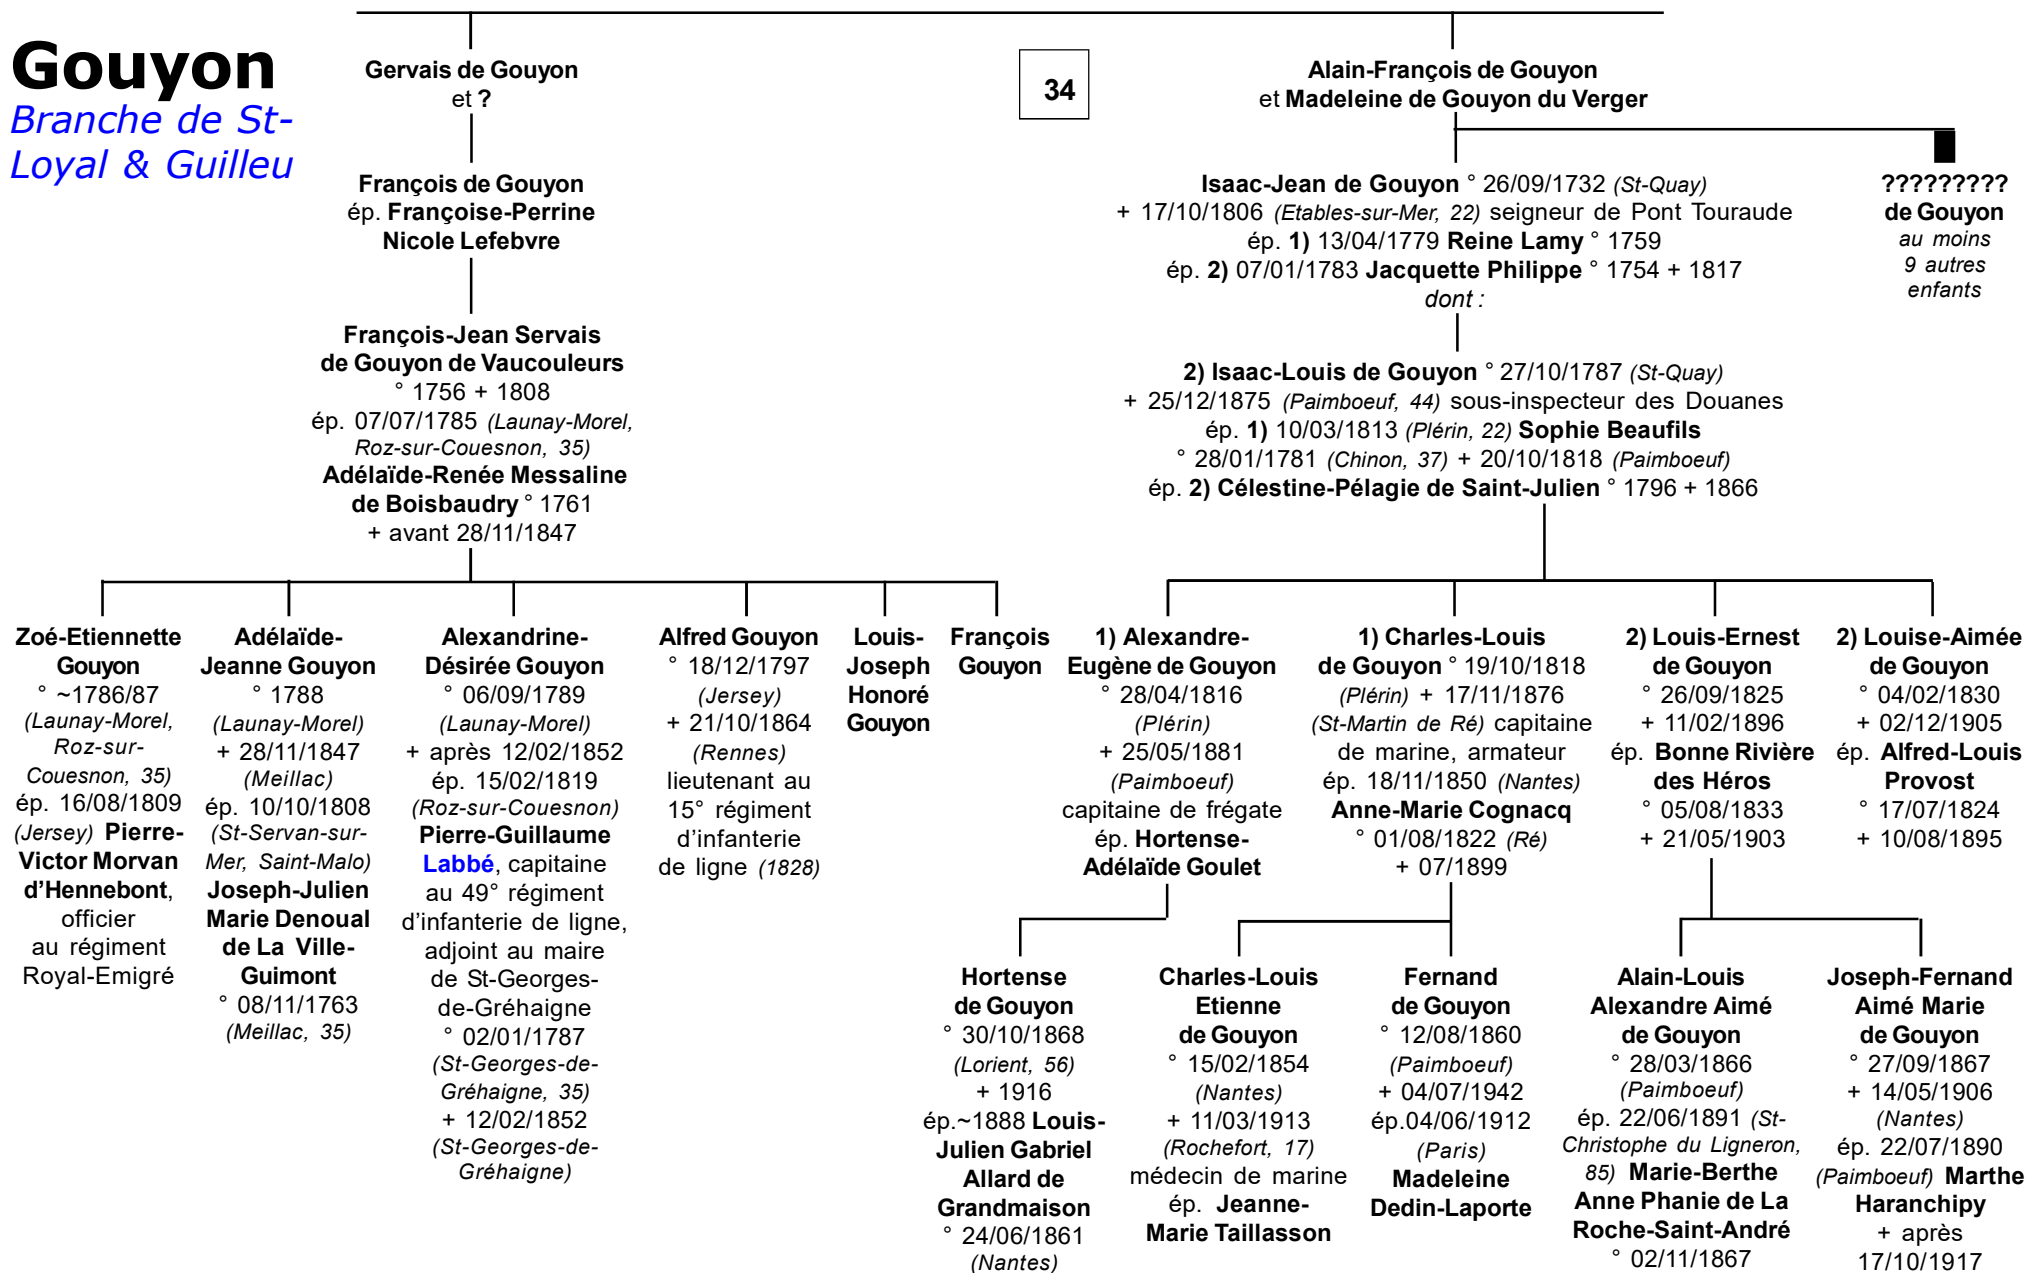 Gouyon
Branche de St-
Loyal & Guilleu
34
Gervais de Gouyon
et ?
François de Gouyon
ép. Françoise-Perrine
Nicole Lefebvre
François-Jean Servais
de Gouyon de Vaucouleurs
° 1756 + 1808
ép. 07/07/1785 (Launay-Morel,
Roz-sur-Couesnon, 35)
Adélaïde-Renée Messaline
de Boisbaudry ° 1761
+ avant 28/11/1847
Alain-François de Gouyon
et Madeleine de Gouyon du Verger
Isaac-Jean de Gouyon ° 26/09/1732 (St-Quay)
+ 17/10/1806 (Etables-sur-Mer, 22) seigneur de Pont Touraude
ép. 1) 13/04/1779 Reine Lamy ° 1759
ép. 2) 07/01/1783 Jacquette Philippe ° 1754 + 1817
dont :
?????????
de Gouyon
au moins
9 autres
enfants
2) Isaac-Louis de Gouyon ° 27/10/1787 (St-Quay)
+ 25/12/1875 (Paimboeuf, 44) sous-inspecteur des Douanes
ép. 1) 10/03/1813 (Plérin, 22) Sophie Beaufils
° 28/01/1781 (Chinon, 37) + 20/10/1818 (Paimboeuf)
ép. 2) Célestine-Pélagie de Saint-Julien ° 1796 + 1866
Zoé-Etiennette
Gouyon
° ~1786/87
(Launay-Morel,
Roz-sur-
Couesnon, 35)
ép. 16/08/1809
(Jersey) Pierre-
Victor Morvan
d'Hennebont,
officier
au régiment
Royal-Emigré
Adélaïde-
Jeanne Gouyon
° 1788
(Launay-Morel)
+ 28/11/1847
(Meillac)
ép. 10/10/1808
(St-Servan-sur-
Mer, Saint-Malo)
Joseph-Julien
Marie Denoual
de La Ville-
Guimont
° 08/11/1763
(Meillac, 35)
Alexandrine-
Désirée Gouyon
° 06/09/1789
(Launay-Morel)
+ après 12/02/1852
ép. 15/02/1819
(Roz-sur-Couesnon)
Pierre-Guillaume
Labbé, capitaine
au 49° régiment
d'infanterie de ligne,
adjoint au maire
de St-Georges-
de-Gréhaigne
° 02/01/1787
(St-Georges-de-
Gréhaigne, 35)
+ 12/02/1852
(St-Georges-de-
Gréhaigne)
Alfred Gouyon
° 18/12/1797
(Jersey)
+ 21/10/1864
(Rennes)
lieutenant au
15° régiment
d'infanterie
de ligne (1828)
Louis-
Joseph
Honoré
Gouyon
François
Gouyon
1) Alexandre-
Eugène de Gouyon
° 28/04/1816
(Plérin)
+ 25/05/1881
(Paimboeuf)
capitaine de frégate
ép. Hortense-
Adélaïde Goulet
1) Charles-Louis
de Gouyon ° 19/10/1818
(Plérin) + 17/11/1876
(St-Martin de Ré) capitaine
de marine, armateur
ép. 18/11/1850 (Nantes)
Anne-Marie Cognacq
° 01/08/1822 (Ré)
+ 07/1899
2) Louis-Ernest
de Gouyon
° 26/09/1825
+ 11/02/1896
ép. Bonne Rivière
des Héros
° 05/08/1833
+ 21/05/1903
2) Louise-Aimée
de Gouyon
° 04/02/1830
+ 02/12/1905
ép. Alfred-Louis
Provost
° 17/07/1824
+ 10/08/1895
Hortense
de Gouyon
° 30/10/1868
(Lorient, 56)
+ 1916
ép.~1888 Louis-
Julien Gabriel
Allard de
Grandmaison
° 24/06/1861
(Nantes)
Charles-Louis
Etienne
de Gouyon
° 15/02/1854
(Nantes)
+ 11/03/1913
(Rochefort, 17)
médecin de marine
ép. Jeanne-
Marie Taillasson
Fernand
de Gouyon
° 12/08/1860
(Paimboeuf)
+ 04/07/1942
ép.04/06/1912
(Paris)
Madeleine
Dedin-Laporte
Alain-Louis
Alexandre Aimé
de Gouyon
° 28/03/1866
(Paimboeuf)
ép. 22/06/1891 (St-
Christophe du Ligneron,
85) Marie-Berthe
Anne Phanie de La
Roche-Saint-André
° 02/11/1867
Joseph-Fernand
Aimé Marie
de Gouyon
° 27/09/1867
+ 14/05/1906
(Nantes)
ép. 22/07/1890
(Paimboeuf) Marthe
Haranchipy
+ après
17/10/1917